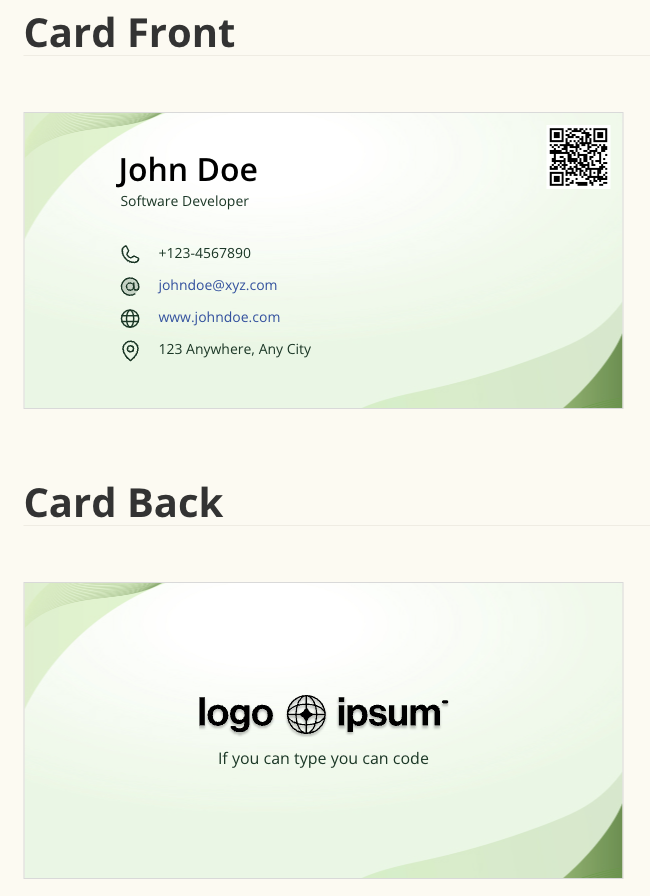 Card Front
John Doe
Software Developer
+123-4567890
johndoe@xyz.com
www.johndoe.com
123 Anywhere, Any City
Card Back
logo ipsum
If you can type you can code